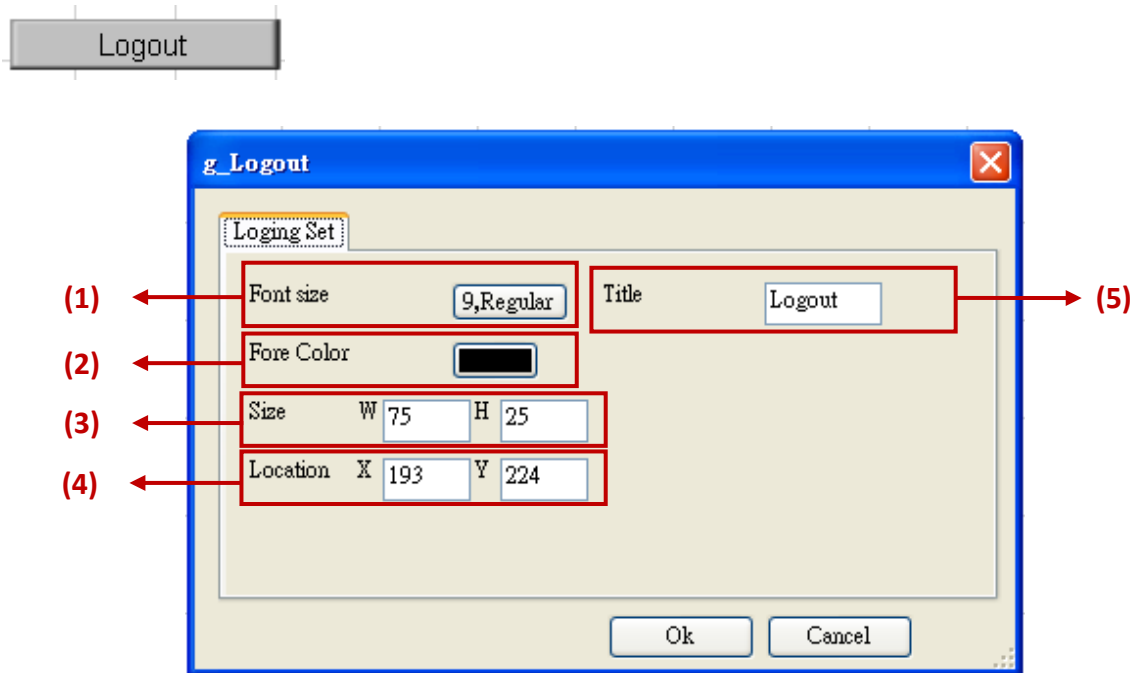 Logout
g_Logout
Loging Set
(1) Font size 9,Regular Title Logout (5)
(2) Fore Color
(3) Size W 75 H 25
(4) Location X 193 Y 224
Ok Cancel